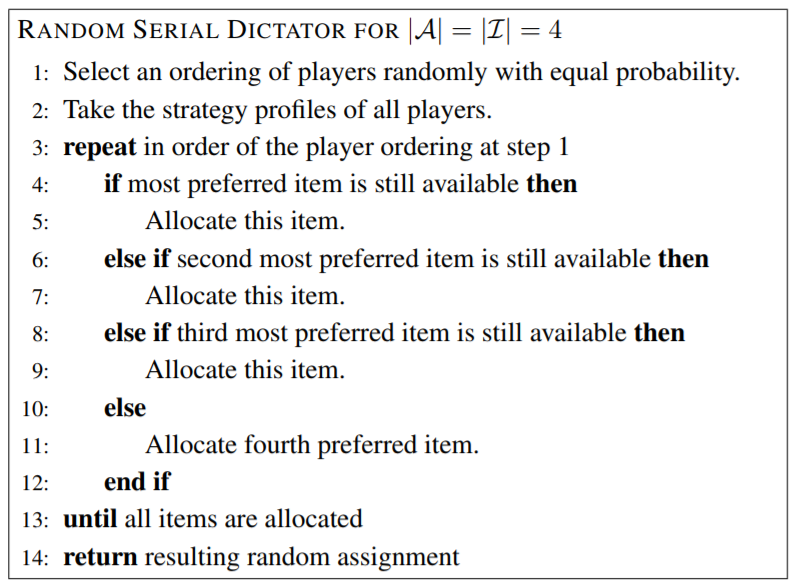 RANDOM SERIAL DICTATOR FOR |𝒜| = |ℐ| = 4
1: Select an ordering of players randomly with equal probability.
2: Take the strategy profiles of all players.
3: repeat in order of the player ordering at step 1
4: if most preferred item is still available then
5: Allocate this item.
6: else if second most preferred item is still available then
7: Allocate this item.
8: else if third most preferred item is still available then
9: Allocate this item.
10: else
11: Allocate fourth preferred item.
12: end if
13: until all items are allocated
14: return resulting random assignment